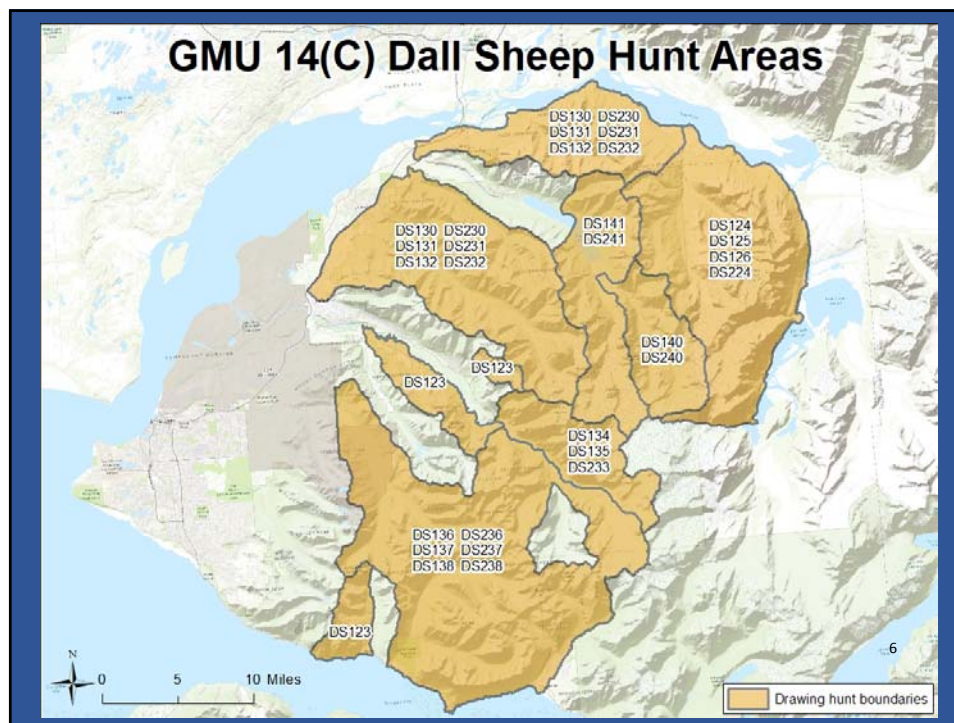 GMU 14(C) Dall Sheep Hunt Areas
DS130 DS230
DS131 DS231
DS132 DS232
DS130 DS230
DS131 DS231
DS132 DS232
DS141
DS241
DS124
DS125
DS126
DS224
DS140
DS240
DS123
DS123
DS134
DS135
DS233
DS136 DS236
DS137 DS237
DS138 DS238
DS123
6
N
0 5 10 Miles
Drawing hunt boundaries